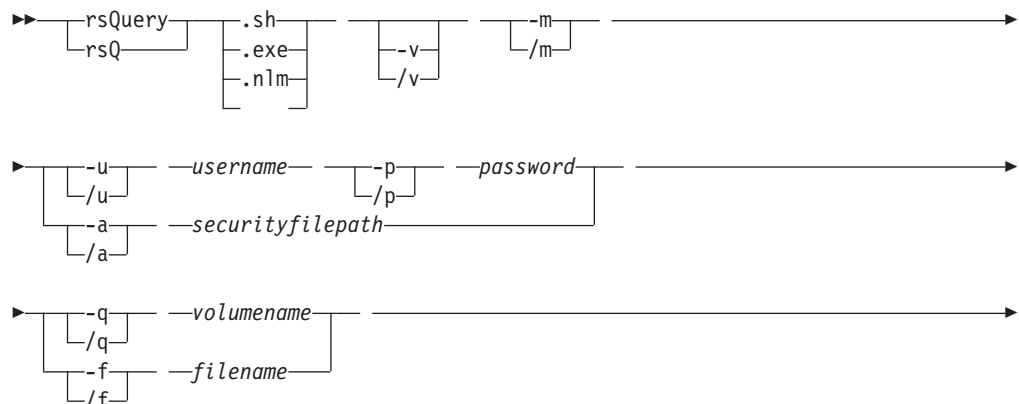 rsQuery .sh -v -m
rsQ .exe /v /m
.nlm
-u username -p password
/u /p
-a securityfilepath
/a
-q volumename
/q
-f filename
/f